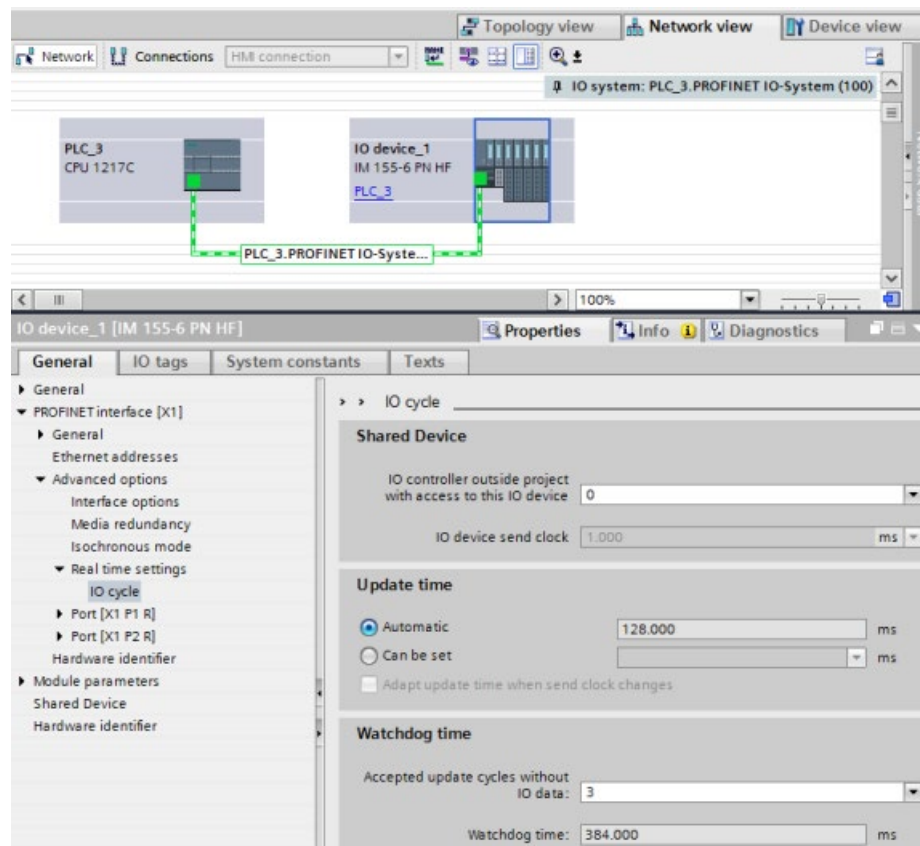 Topology view
Network view
Device view
Network
Connections
HMI connection
IO system: PLC_3.PROFINET IO-System (100)
PLC_3
CPU 1217C
IO device_1
IM 155-6 PN HF
PLC_3
PLC_3.PROFINET IO-Syste...
100%
IO device_1 [IM 155-6 PN HF]
Properties
Info
Diagnostics
General
IO tags
System constants
Texts
General
PROFINET interface [X1]
General
Ethernet addresses
Advanced options
Interface options
Media redundancy
Isochronous mode
Real time settings
IO cycle
Port [X1 P1 R]
Port [X1 P2 R]
Hardware identifier
Module parameters
Shared Device
Hardware identifier
> > IO cycle
Shared Device
IO controller outside project
with access to this IO device 0
IO device send clock 1.000 ms
Update time
Automatic 128.000 ms
Can be set ms
Adapt update time when send clock changes
Watchdog time
Accepted update cycles without
IO data: 3
Watchdog time: 384.000 ms